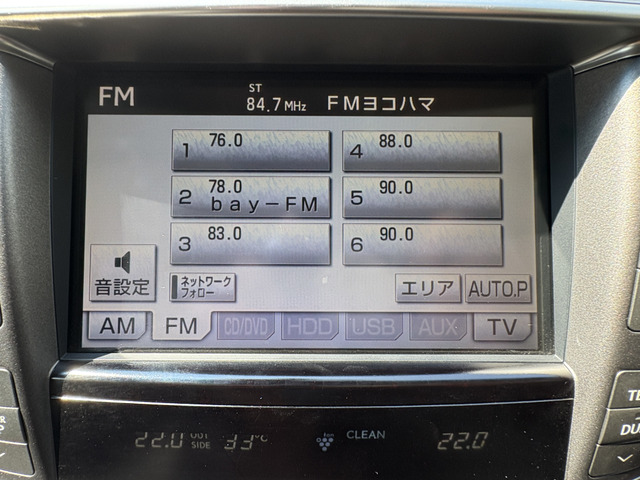 FM ST 84.7MHz FMヨコハマ
1 76.0
4 88.0
2 78.0 bay-FM
5 90.0
3 83.0
6 90.0
音設定
ネットワークフォロー
エリア
AUTO.P
AM FM CD/DVD HDD USB AUX TV
22.0 OUT SIDE 33℃ CLEAN 22.0